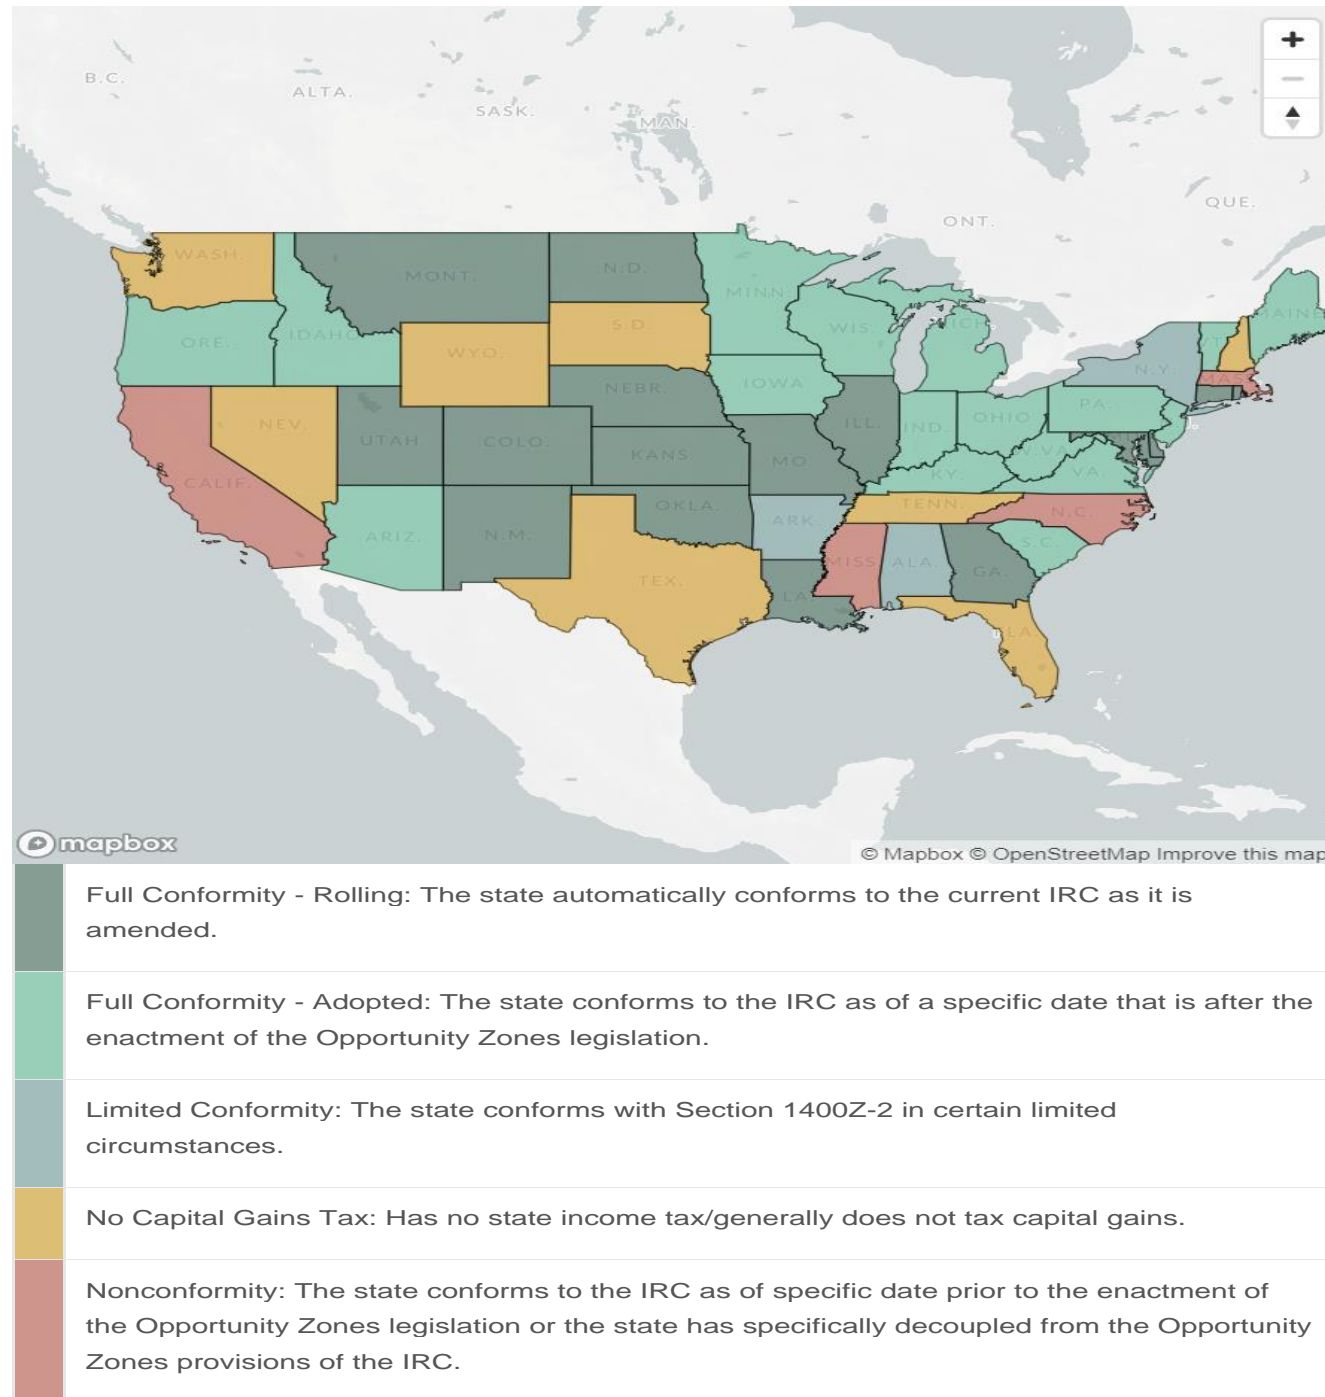 +
B.C.
ALTA.
SASK.
MAN.
QUE.
ONT.
WASH.
MONT.
N.D.
MINN
ORE.
IDAHO
S.D.
WIS.
MICH
MAINE
WYO.
VT.
N.Y.
MAS
IOWA
NEBR.
PA.
NEV.
UTAH
COLO.
ILL.
IND.
OHIO
J.
KANS
MO.
W.VA
VA.
KY.
CALIF.
OKLA.
TENN.
N.C.
ARIZ.
N.M.
ARK.
S.C.
MISS.
ALA.
GA.
TEX.
LA.
FLA.
mapbox
© Mapbox © OpenStreetMap Improve this map
Full Conformity - Rolling: The state automatically conforms to the current IRC as it is
amended.
Full Conformity - Adopted: The state conforms to the IRC as of a specific date that is after the
enactment of the Opportunity Zones legislation.
Limited Conformity: The state conforms with Section 1400Z-2 in certain limited
circumstances.
No Capital Gains Tax: Has no state income tax/generally does not tax capital gains.
Nonconformity: The state conforms to the IRC as of specific date prior to the enactment of
the Opportunity Zones legislation or the state has specifically decoupled from the Opportunity
Zones provisions of the IRC.